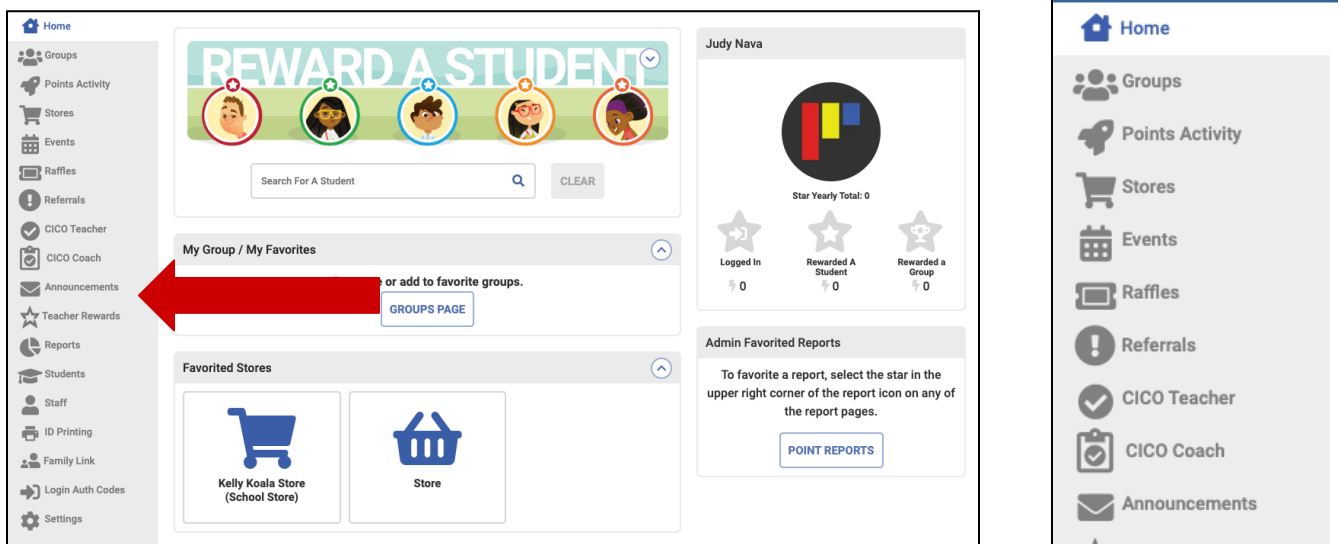 Home
Groups
Points Activity
Stores
Events
Raffles
Referrals
CICO Teacher
CICO Coach
Announcements
Teacher Rewards
Reports
Students
Staff
ID Printing
Family Link
Login Auth Codes
Settings
REWARD A STUDENT
Search For A Student
CLEAR
My Group / My Favorites
or add to favorite groups.
GROUPS PAGE
Favorited Stores
Kelly Koala Store
(School Store)
Store
Judy Nava
Star Yearly Total: 0
Logged In
0
Rewarded A
Student
0
Rewarded a
Group
0
Admin Favorited Reports
To favorite a report, select the star in the
upper right corner of the report icon on any of
the report pages.
POINT REPORTS
Home
Groups
Points Activity
Stores
Events
Raffles
Referrals
CICO Teacher
CICO Coach
Announcements